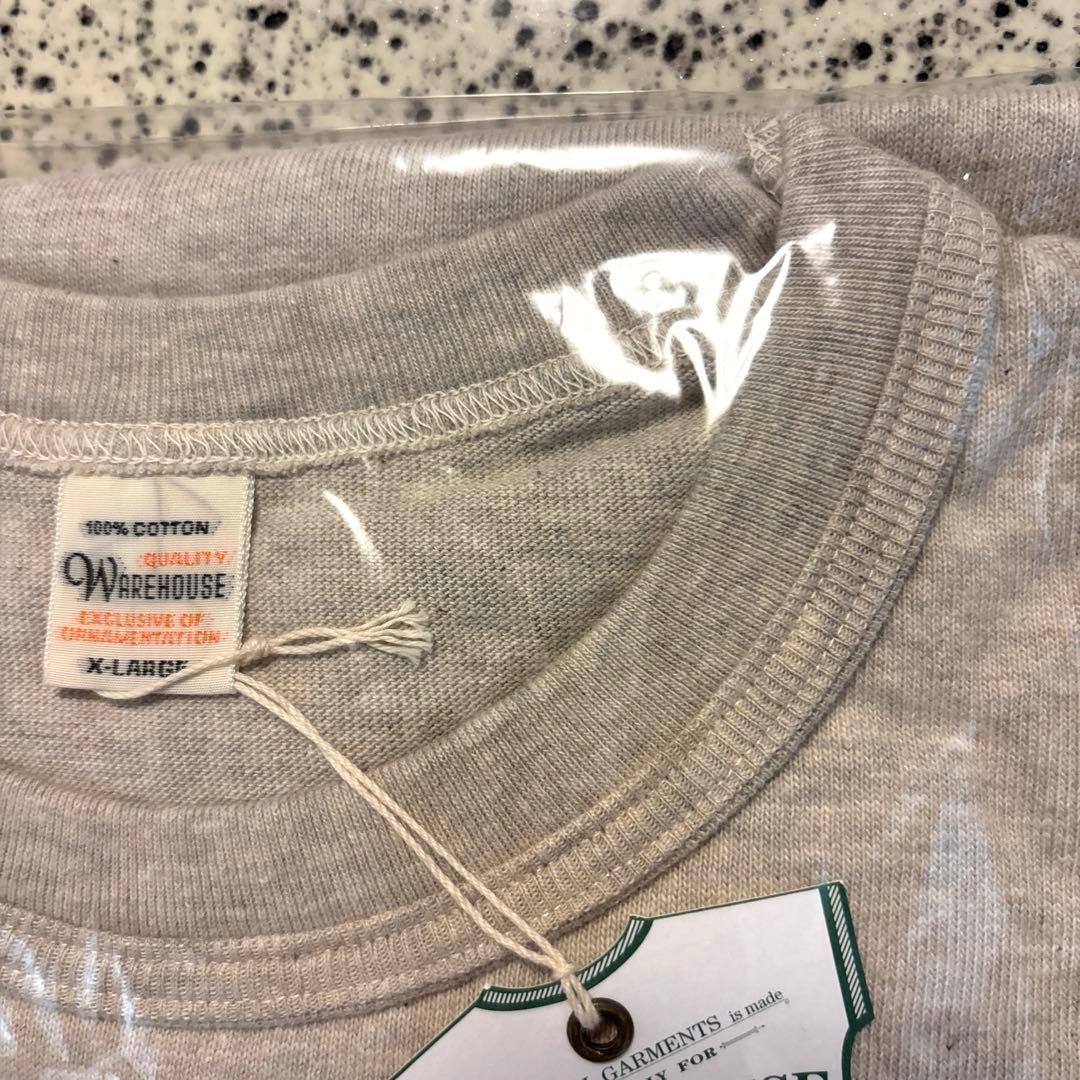 100% COTTON
QUALITY
WAREHOUSE
EXCLUSIVE OF
ORNAMENTATION
X-LARGE
GARMENTS is made
FOR